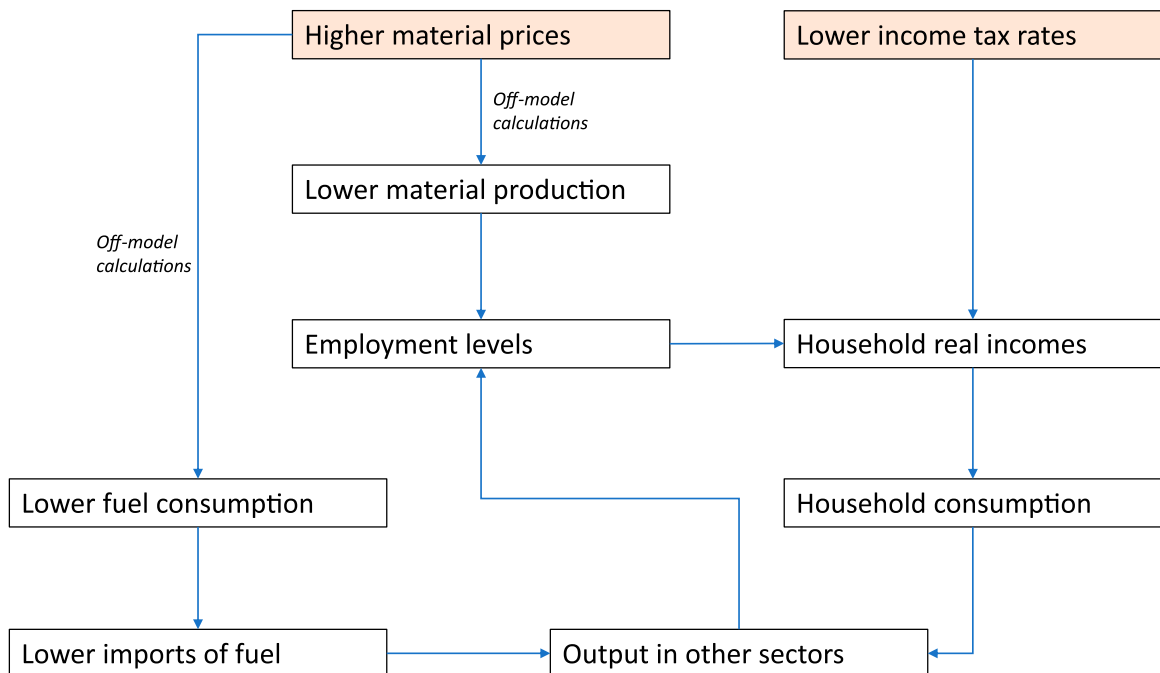 Higher material prices
Lower income tax rates
Off-model
calculations
Lower material production
Off-model
calculations
Employment levels
Household real incomes
Lower fuel consumption
Household consumption
Lower imports of fuel
Output in other sectors